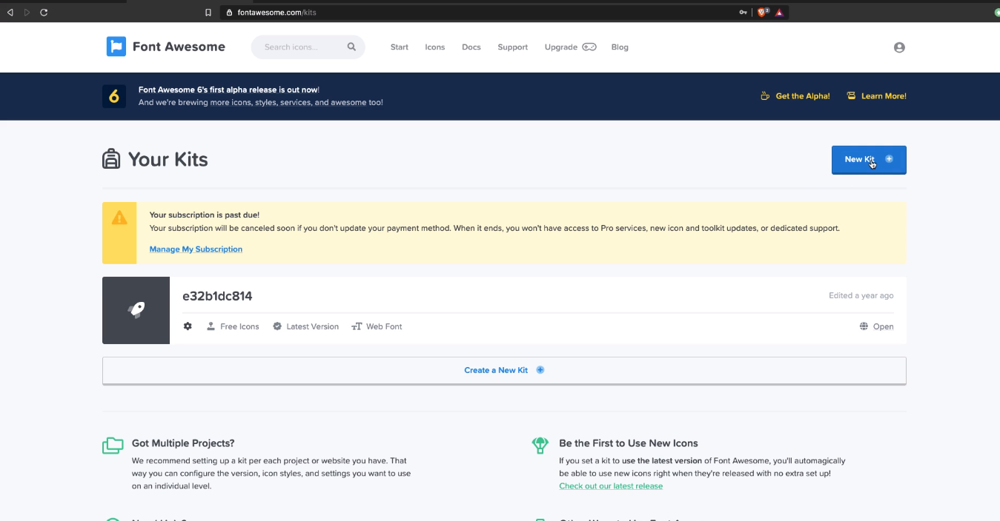 fontawesome.com/kits
2
Font Awesome
Search icons...
Start
Icons
Docs
Support
Upgrade
Blog
6
Font Awesome 6's first alpha release is out now!
And we're brewing more icons, styles, services, and awesome too!
Get the Alpha!
Learn More!
Your Kits
New Kit
Your subscription is past due!
Your subscription will be canceled soon if you don't update your payment method. When it ends, you won't have access to Pro services, new icon and toolkit updates, or dedicated support.
Manage My Subscription
e32b1dc814
Edited a year ago
Free Icons
Latest Version
Web Font
Open
Create a New Kit
Got Multiple Projects?
We recommend setting up a kit per each project or website you have. That
way you can configure the version, icon styles, and settings you want to use
on an individual level.
Be the First to Use New Icons
If you set a kit to use the latest version of Font Awesome, you'll automagically
be able to use new icons right when they're released with no extra set up!
Check out our latest release